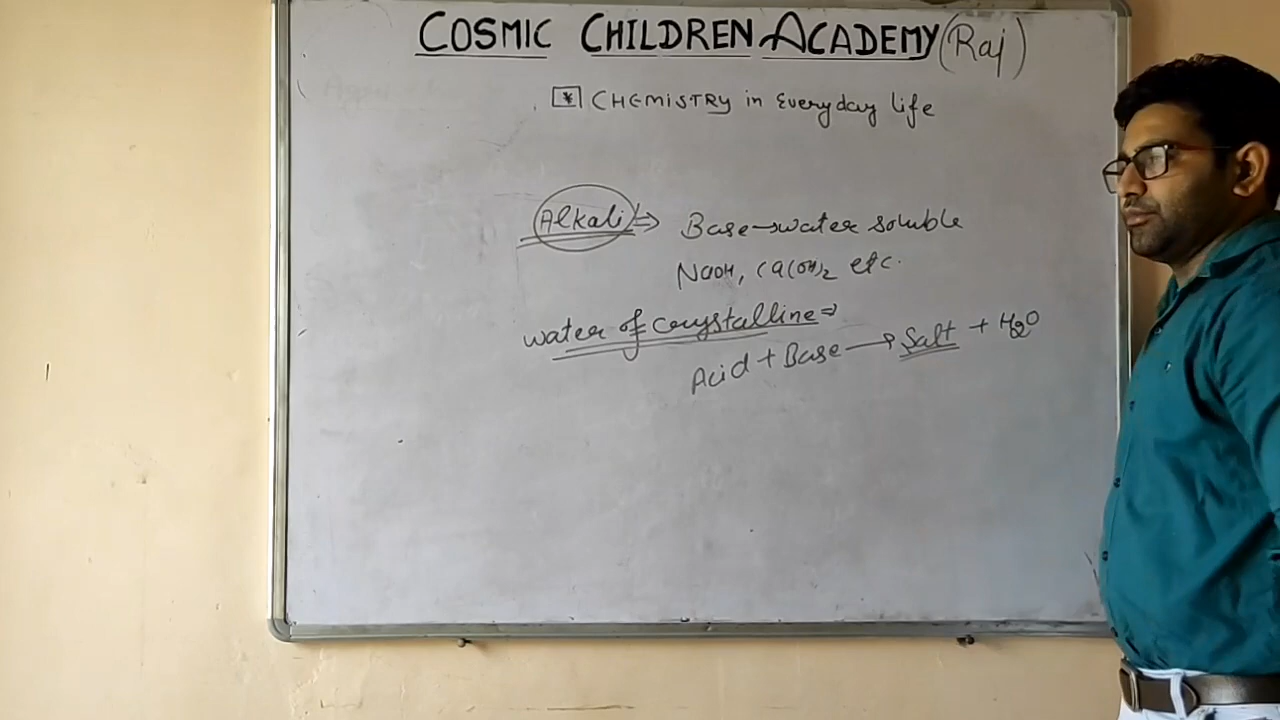 COSMIC CHILDREN ACADEMY (Raj)
* CHEMISTRY in Everyday life
Alkali ⇒ Base→water soluble
NaOH, Ca(OH)2 etc.
water of crystalline ⇒
Acid + Base → Salt + H2O